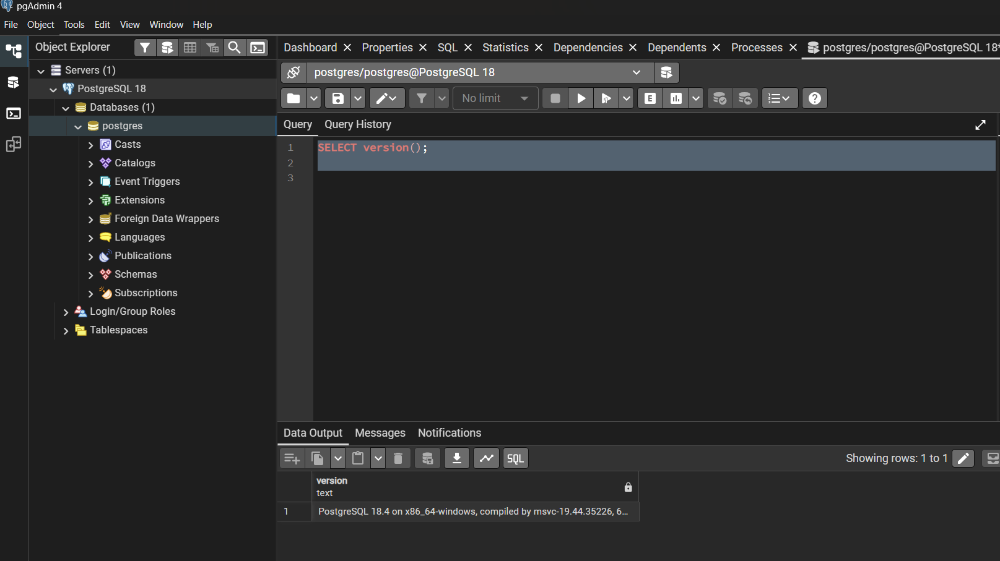 pgAdmin 4
File Object Tools Edit View Window Help
Object Explorer
Servers (1)
PostgreSQL 18
Databases (1)
postgres
Casts
Catalogs
Event Triggers
Extensions
Foreign Data Wrappers
Languages
Publications
Schemas
Subscriptions
Login/Group Roles
Tablespaces
Dashboard Properties SQL Statistics Dependencies Dependents Processes postgres/postgres@PostgreSQL 18*
postgres/postgres@PostgreSQL 18
No limit E
Query Query History
1 SELECT version();
2
3
Data Output Messages Notifications
SQL Showing rows: 1 to 1
version
text
1 PostgreSQL 18.4 on x86_64-windows, compiled by msvc-19.44.35226, 6...